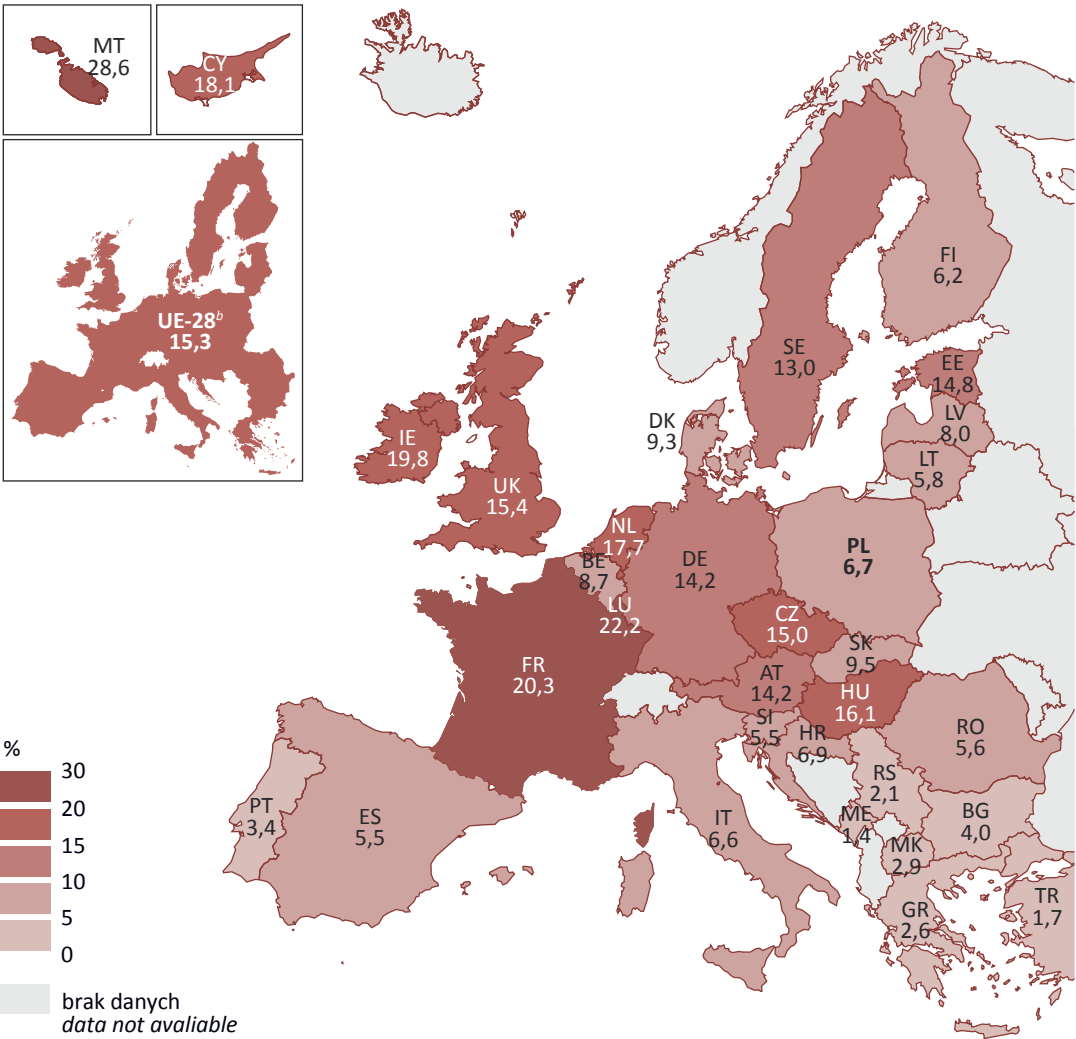 MT
28,6
CY
18,1
UE-28ᵇ
15,3
FI
6,2
SE
13,0
EE
14,8
LV
8,0
LT
5,8
DK
9,3
IE
19,8
UK
15,4
NL
17,7
BE
8,7
LU
22,2
DE
14,2
PL
6,7
CZ
15,0
SK
9,5
AT
14,2
HU
16,1
FR
20,3
SI
5,5
HR
6,9
RO
5,6
RS
2,1
BG
4,0
ME
1,4
MK
2,9
PT
3,4
ES
5,5
IT
6,6
GR
2,6
TR
1,7
%
30
20
15
10
5
0
brak danych
data not avaliable